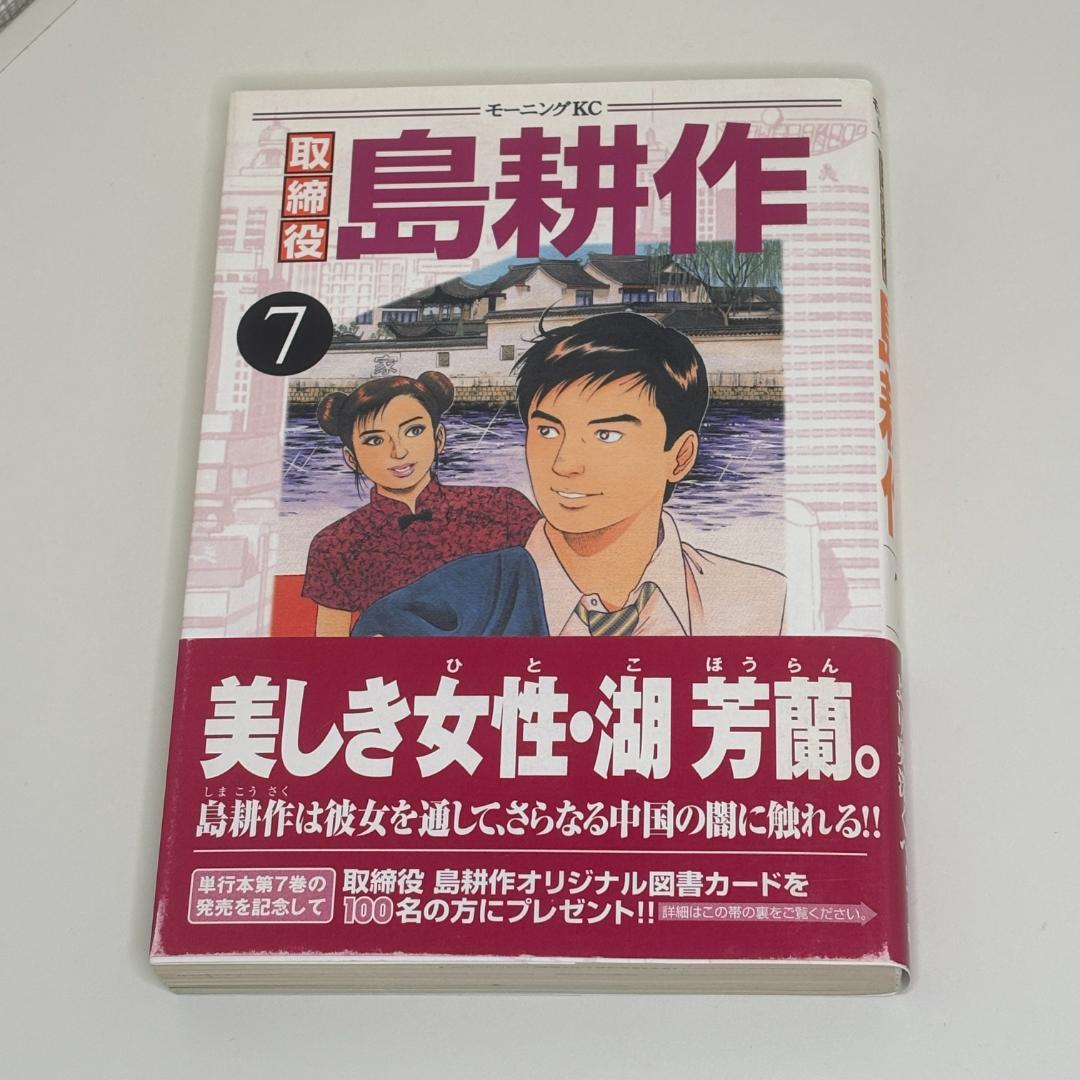 モーニングKC
取締役
島耕作
7
ひと こ ほうらん
美しき女性・湖 芳蘭。
しまこうさく
島耕作は彼女を通して、さらなる中国の闇に触れる!!
単行本第7巻の
発売を記念して
取締役 島耕作オリジナル図書カードを
100名の方にプレゼント!!
詳細はこの帯の裏をご覧ください。
島耕作